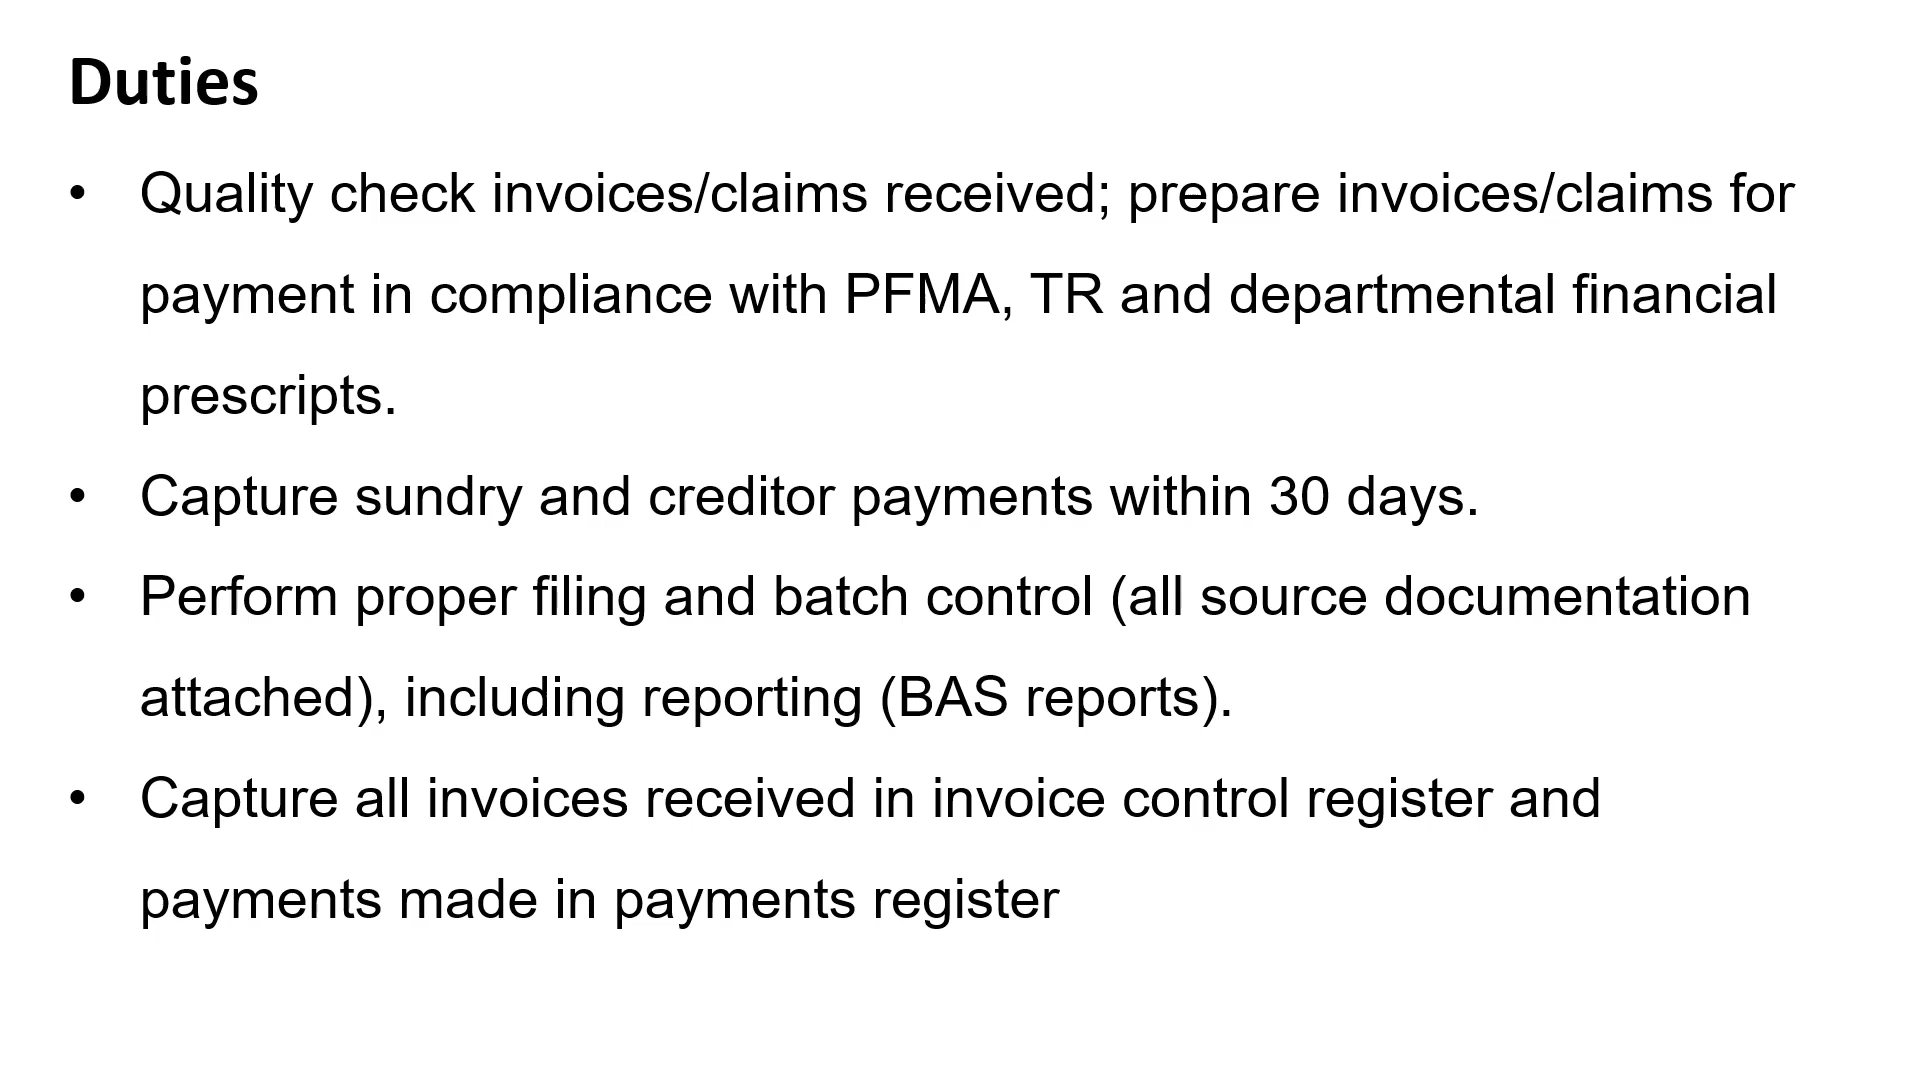 Duties
• Quality check invoices/claims received; prepare invoices/claims for
payment in compliance with PFMA, TR and departmental financial
prescripts.
• Capture sundry and creditor payments within 30 days.
• Perform proper filing and batch control (all source documentation
attached), including reporting (BAS reports).
• Capture all invoices received in invoice control register and
payments made in payments register